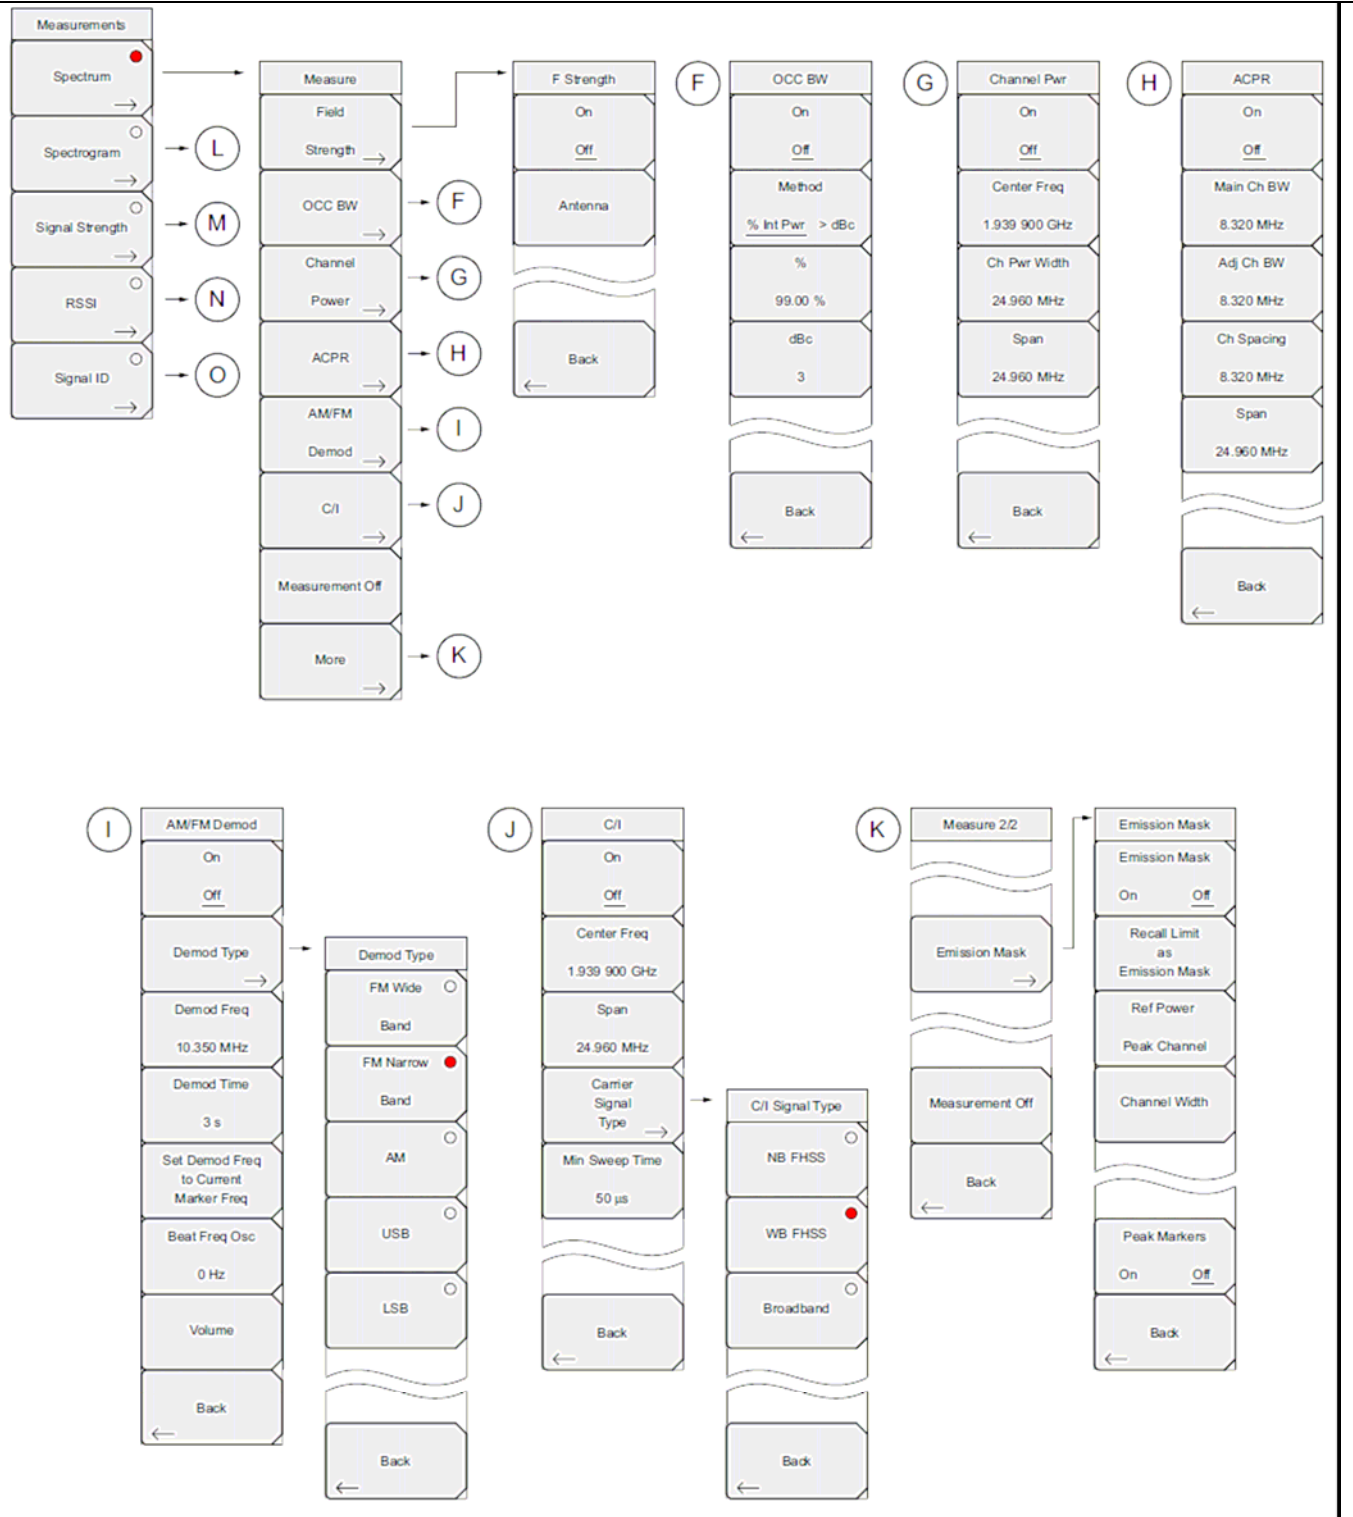 Measurements
Spectrum
Spectrogram
Signal Strength
RSSI
Signal ID
L
M
N
O
Measure
Field
Strength
OCC BW
Channel
Power
ACPR
AM/FM
Demod
C/I
Measurement Off
More
F
G
H
I
J
K
F Strength
On
Off
Antenna
Back
F
OCC BW
On
Off
Method
% Int Pwr > dBc
%
99.00 %
dBc
3
Back
G
Channel Pwr
On
Off
Center Freq
1.939 900 GHz
Ch Pwr Width
24.960 MHz
Span
24.960 MHz
Back
H
ACPR
On
Off
Main Ch BW
8.320 MHz
Adj Ch BW
8.320 MHz
Ch Spacing
8.320 MHz
Span
24.960 MHz
Back
I
AM/FM Demod
On
Off
Demod Type
Demod Freq
10.350 MHz
Demod Time
3 s
Set Demod Freq
to Current
Marker Freq
Beat Freq Osc
0 Hz
Volume
Back
Demod Type
FM Wide
Band
FM Narrow
Band
AM
USB
LSB
Back
J
C/I
On
Off
Center Freq
1.939 900 GHz
Span
24.960 MHz
Carrier
Signal
Type
Min Sweep Time
50 µs
Back
C/I Signal Type
NB FHSS
WB FHSS
Broadband
Back
K
Measure 2/2
Emission Mask
Measurement Off
Back
Emission Mask
Emission Mask
On Off
Recall Limit
as
Emission Mask
Ref Power
Peak Channel
Channel Width
Peak Markers
On Off
Back